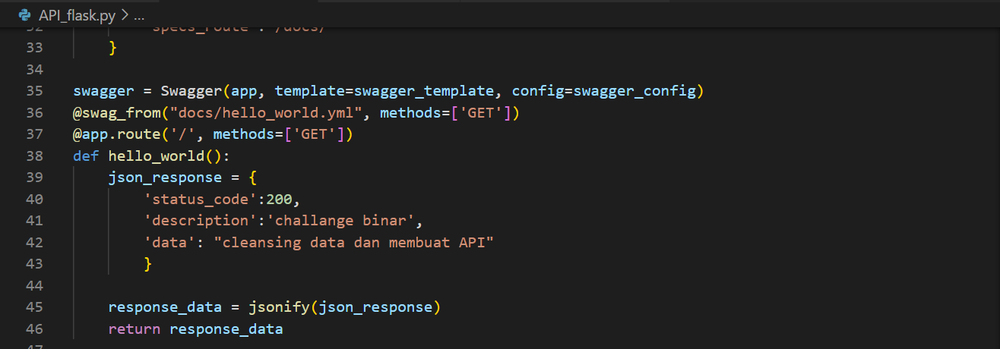 API_flask.py > ...
32 "specs_route": "/docs/"
33 }
34
35 swagger = Swagger(app, template=swagger_template, config=swagger_config)
36 @swag_from("docs/hello_world.yml", methods=['GET'])
37 @app.route('/', methods=['GET'])
38 def hello_world():
39 json_response = {
40 'status_code':200,
41 'description':'challange binar',
42 'data': "cleansing data dan membuat API"
43 }
44
45 response_data = jsonify(json_response)
46 return response_data
47